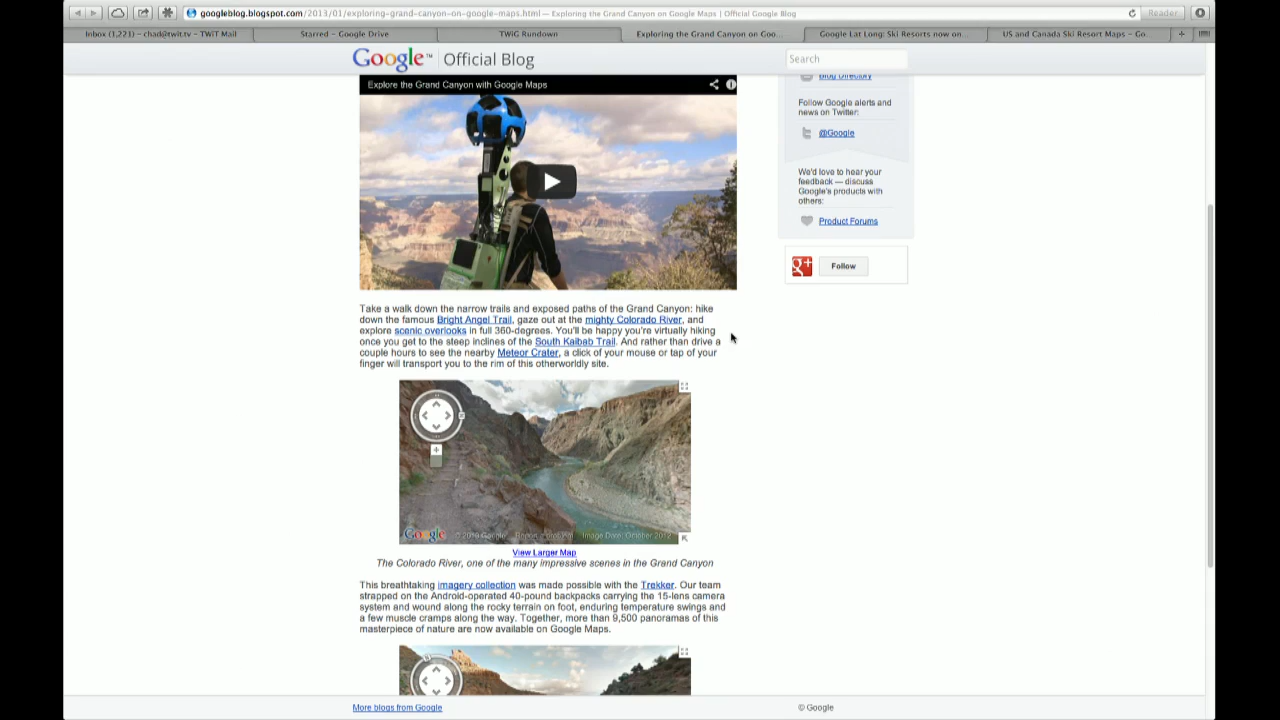 googleblog.blogspot.com/2013/01/exploring-grand-canyon-on-google-maps.html — Exploring the Grand Canyon on Google Maps | Official Google Blog
Reader
Inbox (1,221) – chad@twit.tv – TWiT Mail
Starred – Google Drive
TWiG Rundown
Exploring the Grand Canyon on Goo...
Google Lat Long: Ski Resorts now on...
US and Canada Ski Resort Maps – Go...
Google™ Official Blog
Search
Explore the Grand Canyon with Google Maps
Blog Directory
Follow Google alerts and
news on Twitter:
@Google
We'd love to hear your
feedback — discuss
Google's products with
others:
Product Forums
g+ Follow
Take a walk down the narrow trails and exposed paths of the Grand Canyon: hike
down the famous Bright Angel Trail, gaze out at the mighty Colorado River, and
explore scenic overlooks in full 360-degrees. You'll be happy you're virtually hiking
once you get to the steep inclines of the South Kaibab Trail. And rather than drive a
couple hours to see the nearby Meteor Crater, a click of your mouse or tap of your
finger will transport you to the rim of this otherworldly site.
Google © 2013 Google Image Date: October 2012
View Larger Map
The Colorado River, one of the many impressive scenes in the Grand Canyon
This breathtaking imagery collection was made possible with the Trekker. Our team
strapped on the Android-operated 40-pound backpacks carrying the 15-lens camera
system and wound along the rocky terrain on foot, enduring temperature swings and
a few muscle cramps along the way. Together, more than 9,500 panoramas of this
masterpiece of nature are now available on Google Maps.
More blogs from Google
© Google